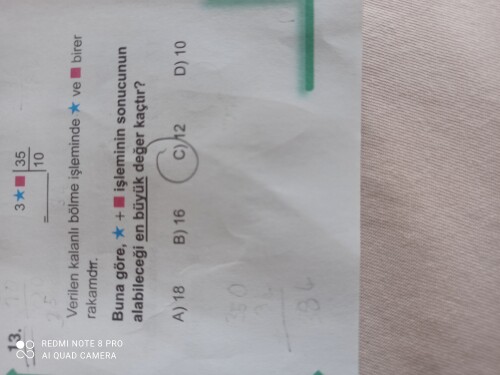 13.
3★■ 35
10
Verilen kalanlı bölme işleminde ★ ve ■ birer
rakamdır.
Buna göre, ★ + ■ işleminin sonucunun
alabileceği en büyük değer kaçtır?
A) 18 B) 16 C) 12 D) 10
REDMI NOTE 8 PRO
AI QUAD CAMERA